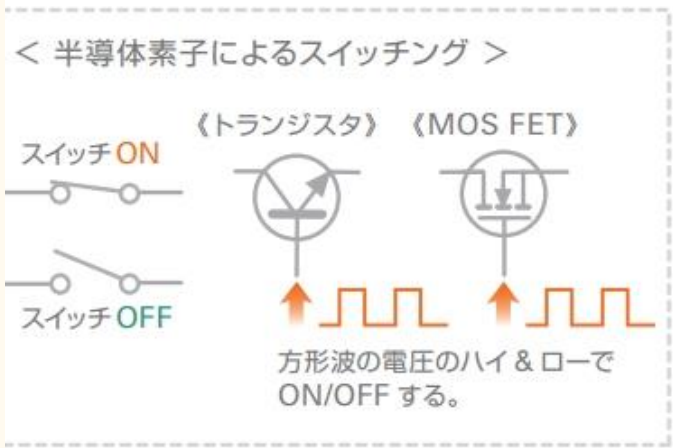 < 半導体素子によるスイッチング >
《トランジスタ》 《MOS FET》
スイッチON
スイッチOFF
方形波の電圧のハイ&ローで
ON/OFF する。